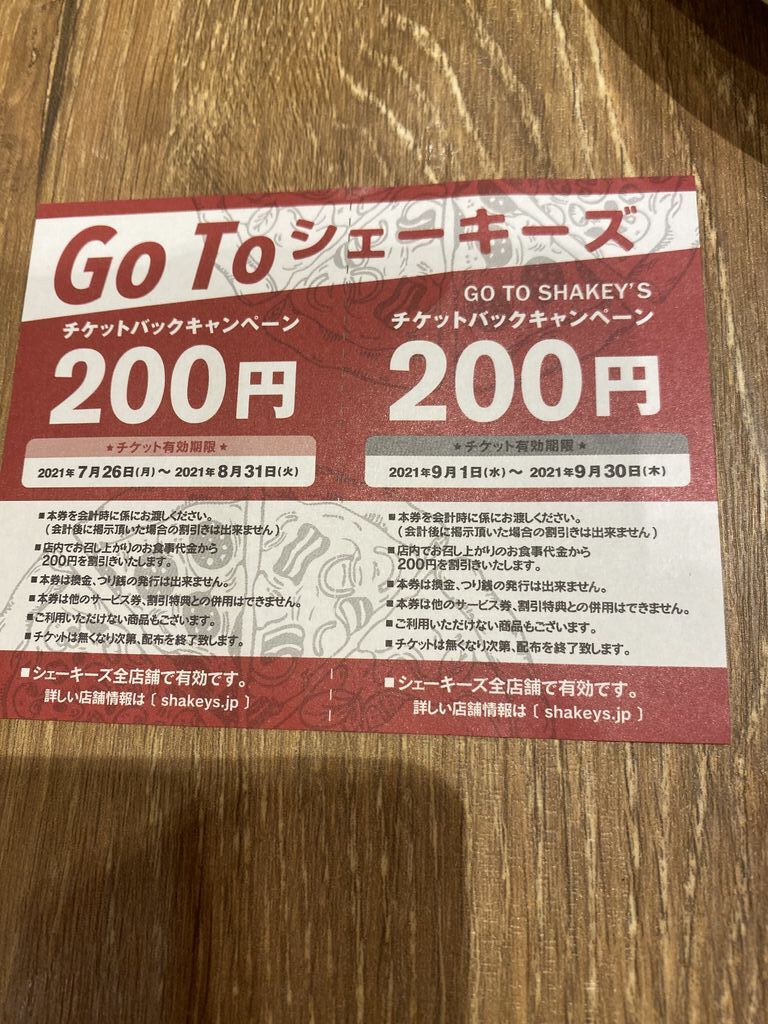 Go To シェーキーズ
GO TO SHAKEY'S
チケットバックキャンペーン
200円
★チケット有効期限★
2021年7月26日(月)〜2021年8月31日(火)
■本券を会計時に係にお渡しください。
(会計後に掲示頂いた場合の割引きは出来ません)
■店内でお召し上がりのお食事代金から
200円を割引きいたします。
■本券は換金、つり銭の発行は出来ません。
■本券は他のサービス券、割引特典との併用はできません。
■ご利用いただけない商品もございます。
■チケットは無くなり次第、配布を終了致します。
■シェーキーズ全店舗で有効です。
詳しい店舗情報は〔 shakeys.jp 〕
チケットバックキャンペーン
200円
★チケット有効期限★
2021年9月1日(水)〜2021年9月30日(木)
■本券を会計時に係にお渡しください。
(会計後に掲示頂いた場合の割引きは出来ません)
■店内でお召し上がりのお食事代金から
200円を割引きいたします。
■本券は換金、つり銭の発行は出来ません。
■本券は他のサービス券、割引特典との併用はできません。
■ご利用いただけない商品もございます。
■チケットは無くなり次第、配布を終了致します。
■シェーキーズ全店舗で有効です。
詳しい店舗情報は〔 shakeys.jp 〕